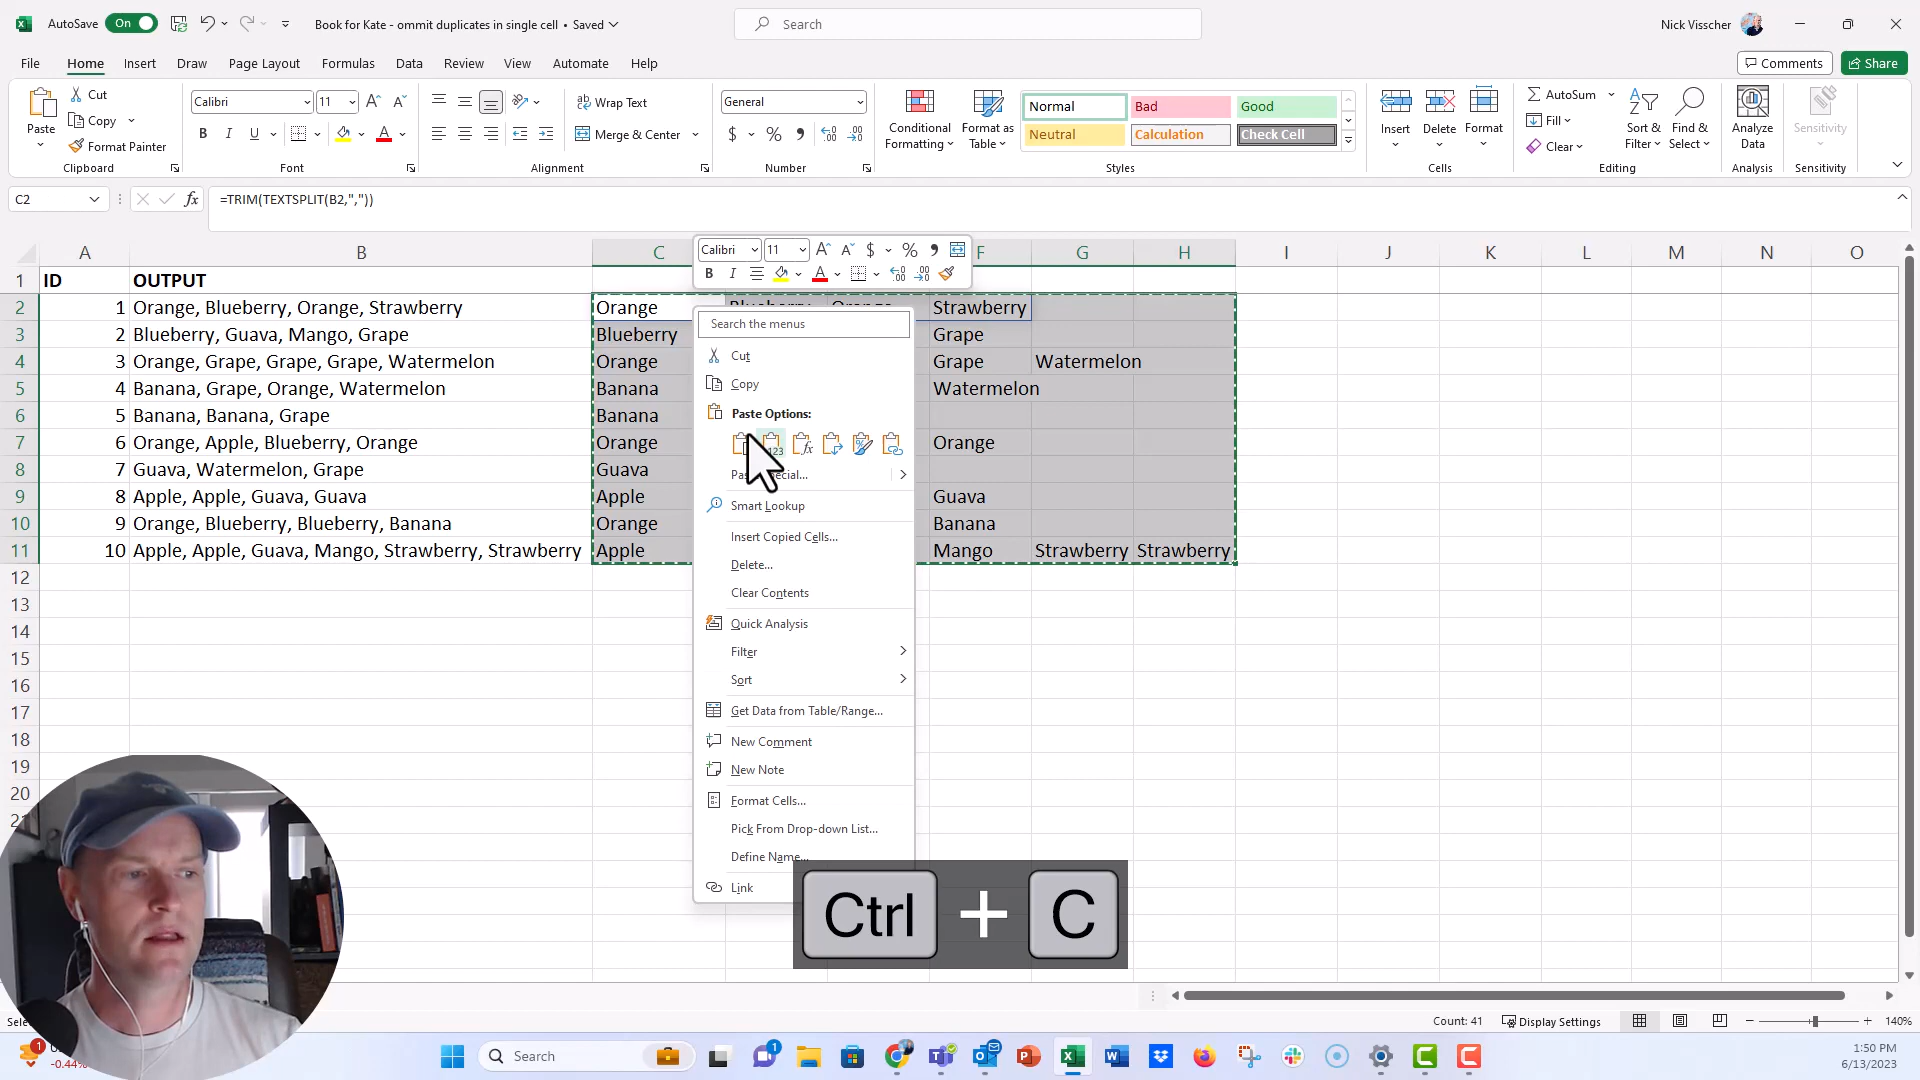 AutoSave On Book for Kate - ommit duplicates in single cell • Saved Search Nick Visscher
File Home Insert Draw Page Layout Formulas Data Review View Automate Help Comments Share
Paste Cut Copy Format Painter Clipboard
Calibri 11 B I U Font
Wrap Text Merge & Center Alignment
General $ % Number
Conditional Formatting Format as Table Normal Bad Good Neutral Calculation Check Cell Styles
Insert Delete Format Cells
AutoSum Fill Clear Sort & Filter Find & Select Editing
Analyze Data Analysis
Sensitivity Sensitivity
C2 fx =TRIM(TEXTSPLIT(B2,","))
Calibri 11 $ % B I A
A B C F G H I J K L M N O
1 ID OUTPUT
2 1 Orange, Blueberry, Orange, Strawberry Orange Strawberry
3 2 Blueberry, Guava, Mango, Grape Blueberry Grape
4 3 Orange, Grape, Grape, Grape, Watermelon Orange Grape Watermelon
5 4 Banana, Grape, Orange, Watermelon Banana Watermelon
6 5 Banana, Banana, Grape Banana
7 6 Orange, Apple, Blueberry, Orange Orange Orange
8 7 Guava, Watermelon, Grape Guava
9 8 Apple, Apple, Guava, Guava Apple Guava
10 9 Orange, Blueberry, Blueberry, Banana Orange Banana
11 10 Apple, Apple, Guava, Mango, Strawberry, Strawberry Apple Mango Strawberry Strawberry
12
13
14
15
16
17
18
19
20
Search the menus
Cut
Copy
Paste Options:
Smart Lookup
Insert Copied Cells...
Delete...
Clear Contents
Quick Analysis
Filter
Sort
Get Data from Table/Range...
New Comment
New Note
Format Cells...
Pick From Drop-down List...
Define Name...
Link
Ctrl + C
Count: 41 Display Settings 140%
-0.44%
Search
1:50 PM
6/13/2023